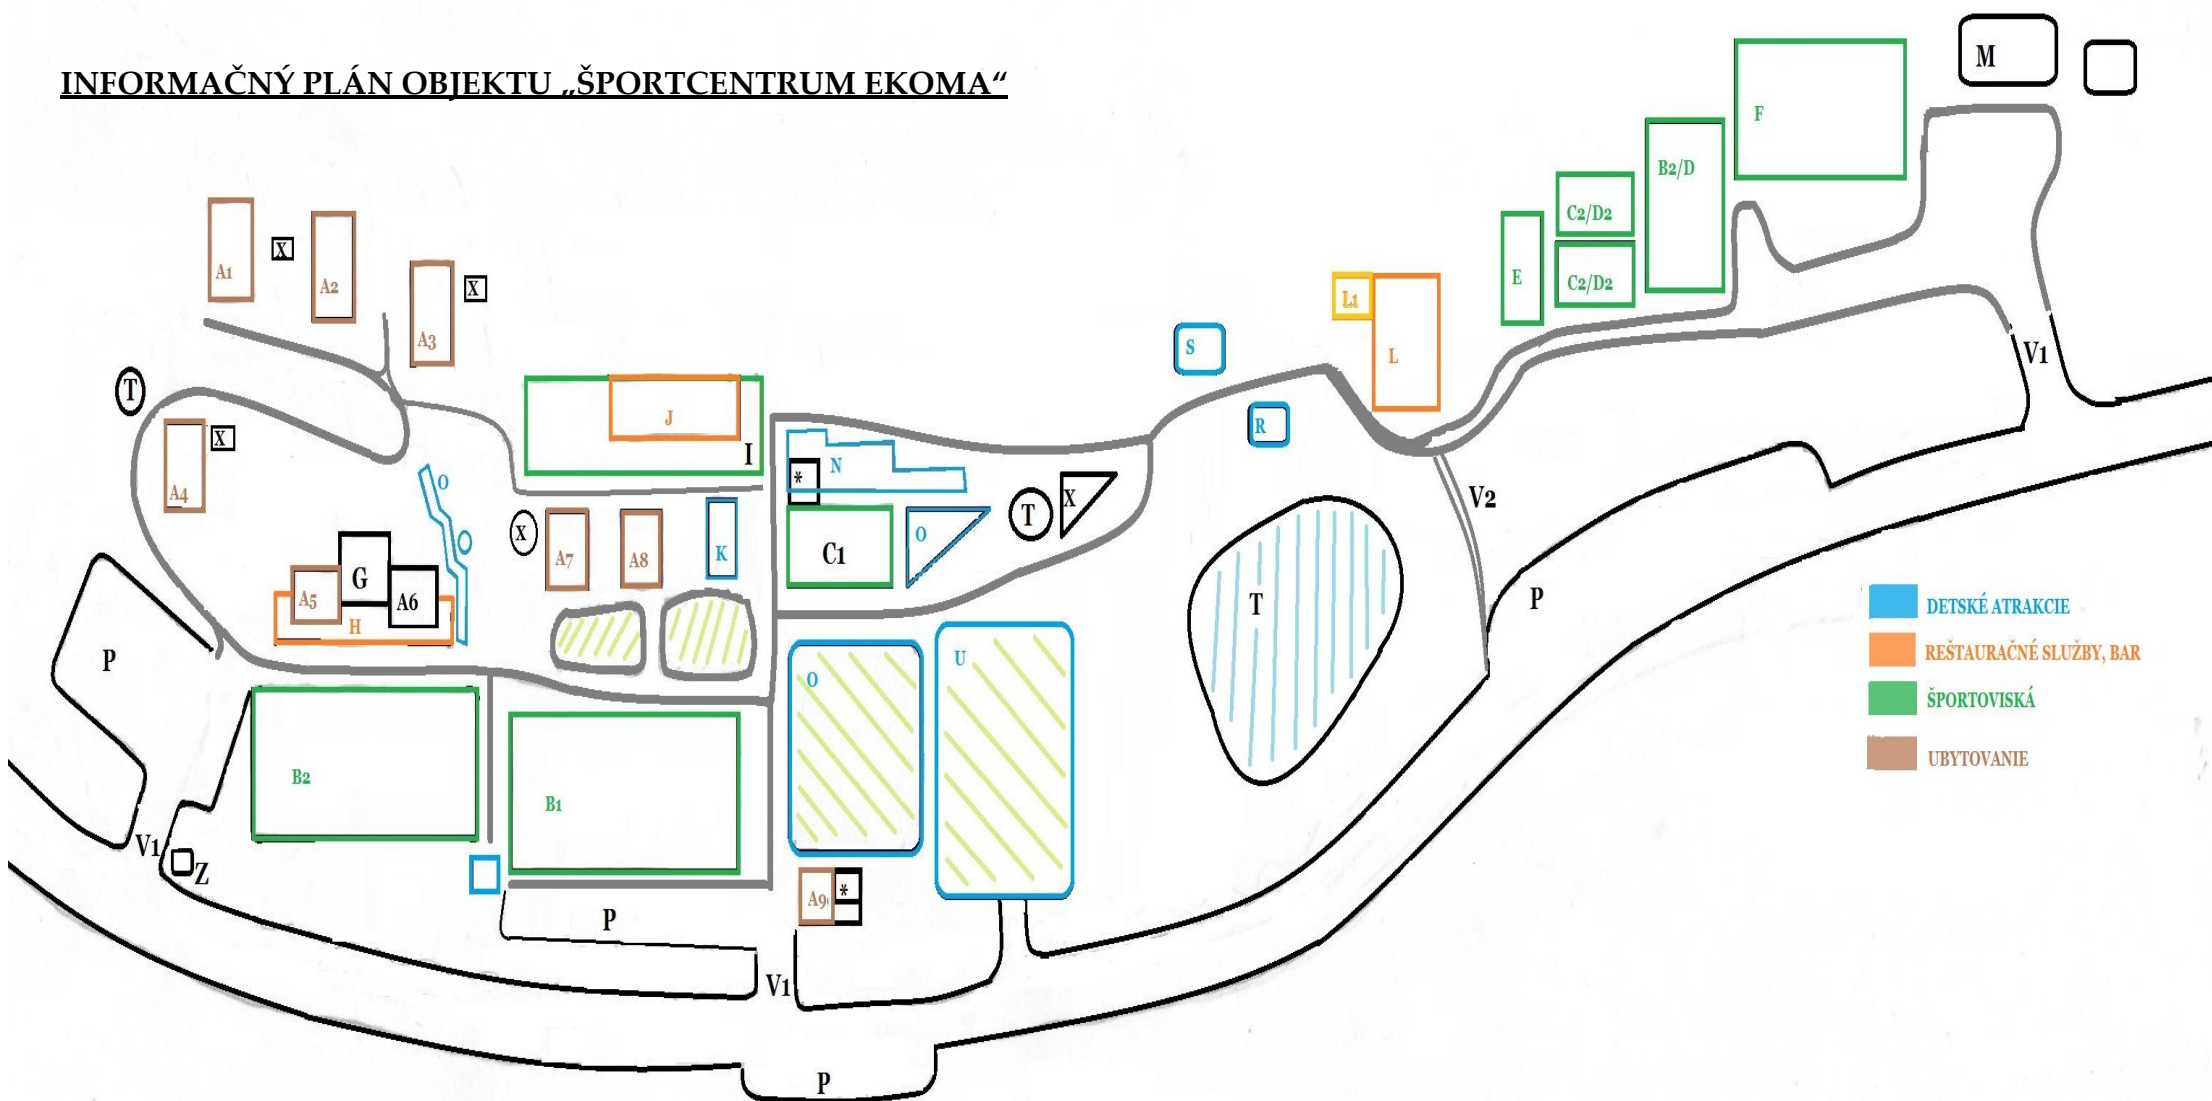 INFORMAČNÝ PLÁN OBJEKTU „ŠPORTCENTRUM EKOMA“
M
F
B2/D
C2/D2
C2/D2
E
A1
X
A2
X
A3
L1
L
S
R
V1
T
A4
X
O
J
I
N
*
T
X
V2
X
A7
A8
K
C1
O
G
A5
A6
H
T
P
P
O
U
B2
B1
V1
Z
A9
*
P
V1
P
DETSKÉ ATRAKCIE
REŠTAURAČNÉ SLUŽBY, BAR
ŠPORTOVISKÁ
UBYTOVANIE